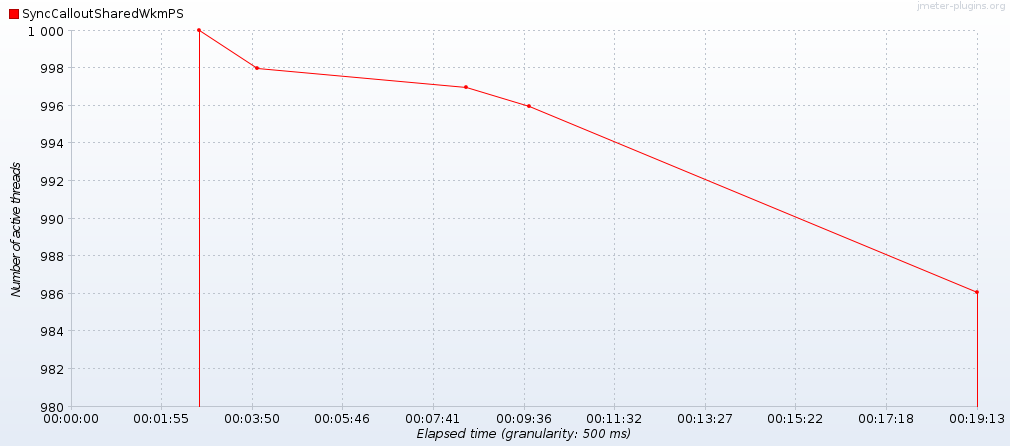 jmeter-plugins.org
SyncCalloutSharedWkmPS
1 000
998
996
994
992
990
988
986
984
982
980
Number of active threads
00:00:00 00:01:55 00:03:50 00:05:46 00:07:41 00:09:36 00:11:32 00:13:27 00:15:22 00:17:18 00:19:13
Elapsed time (granularity: 500 ms)